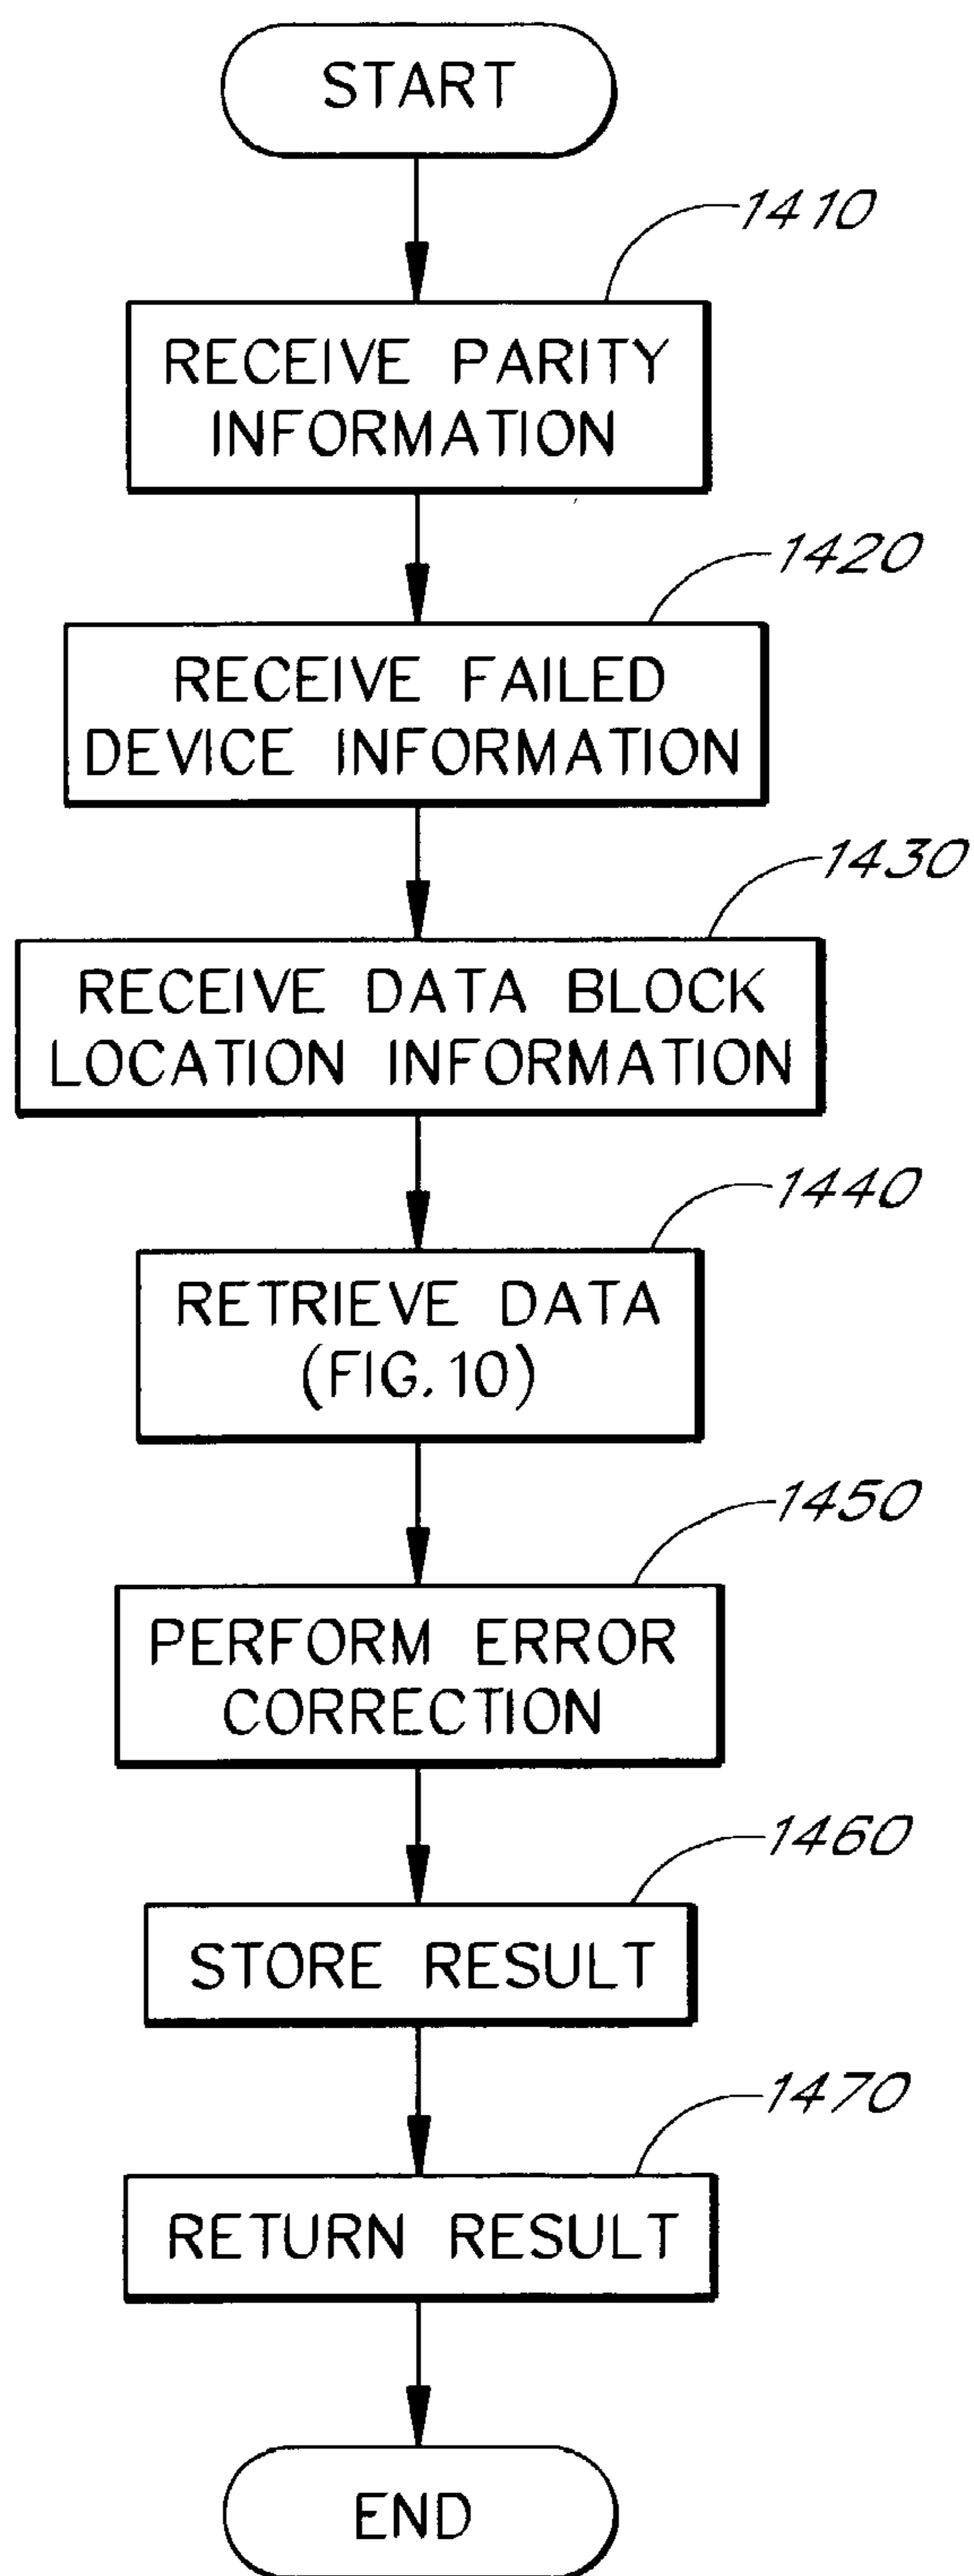 START
1410
RECEIVE PARITY
INFORMATION
1420
RECEIVE FAILED
DEVICE INFORMATION
1430
RECEIVE DATA BLOCK
LOCATION INFORMATION
1440
RETRIEVE DATA
(FIG. 10)
1450
PERFORM ERROR
CORRECTION
1460
STORE RESULT
1470
RETURN RESULT
END